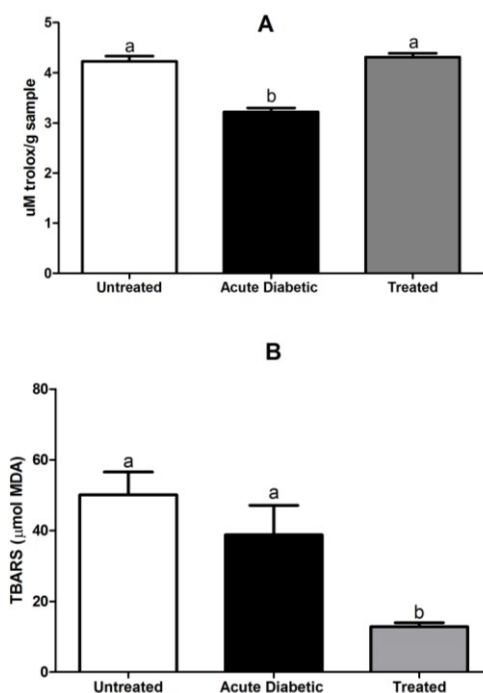 A
uM trolox/g sample
5
4
3
2
1
0
a
b
a
Untreated
Acute Diabetic
Treated
B
TBARS (μmol MDA)
80
60
40
20
0
a
a
b
Untreated
Acute Diabetic
Treated